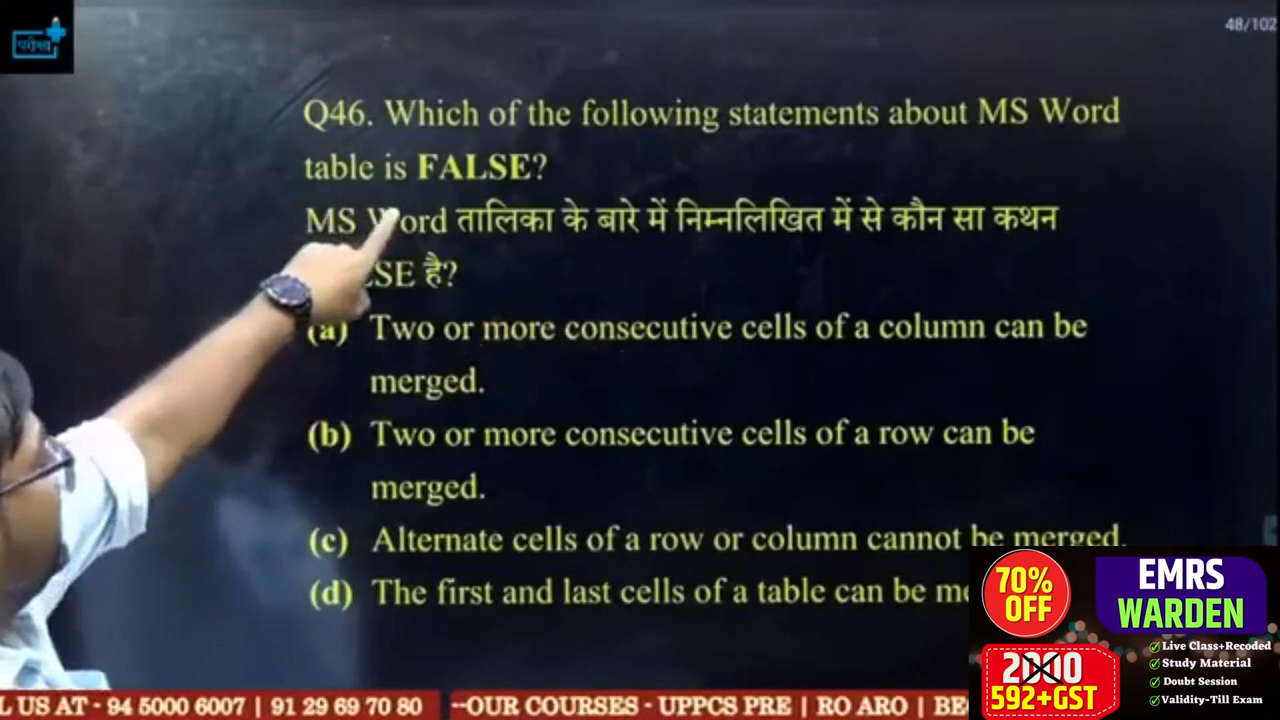 परीक्षा
48/102
Q46. Which of the following statements about MS Word
table is FALSE?
MS Word तालिका के बारे में निम्नलिखित में से कौन सा कथन
SE है?
(a) Two or more consecutive cells of a column can be
merged.
(b) Two or more consecutive cells of a row can be
merged.
(c) Alternate cells of a row or column cannot be merged.
(d) The first and last cells of a table can be
70%
OFF
EMRS
WARDEN
2000
592+GST
Live Class+Recoded
Study Material
Doubt Session
Validity-Till Exam
L US AT - 94 5000 6007 | 91 29 69 70 80 --OUR COURSES - UPPCS PRE | RO ARO |